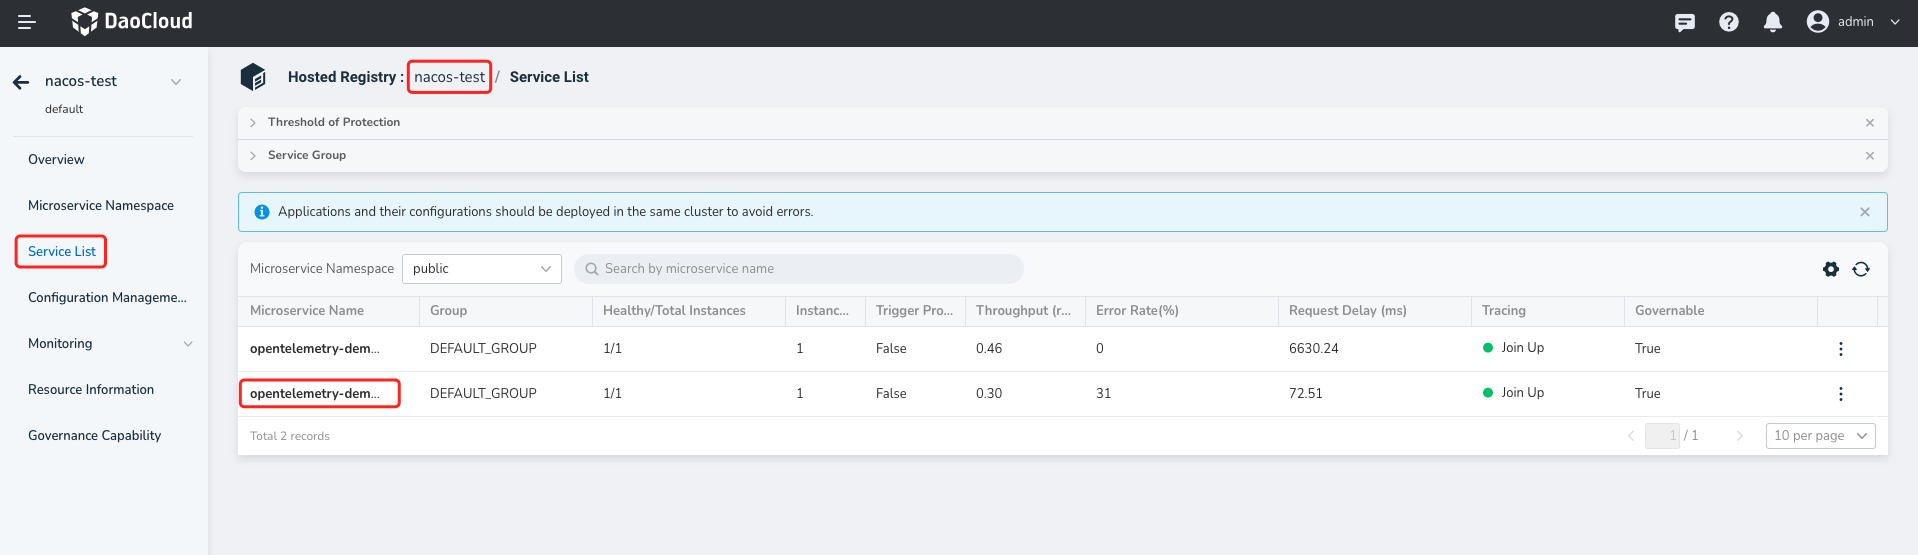 DaoCloud
admin
nacos-test
default
Overview
Microservice Namespace
Service List
Configuration Manageme...
Monitoring
Resource Information
Governance Capability
Hosted Registry : nacos-test / Service List
Threshold of Protection
Service Group
Applications and their configurations should be deployed in the same cluster to avoid errors.
Microservice Namespace public Search by microservice name
Microservice Name Group Healthy/Total Instances Instanc... Trigger Pro... Throughput (r... Error Rate(%) Request Delay (ms) Tracing Governable
opentelemetry-dem... DEFAULT_GROUP 1/1 1 False 0.46 0 6630.24 Join Up True
opentelemetry-dem... DEFAULT_GROUP 1/1 1 False 0.30 31 72.51 Join Up True
Total 2 records 1 / 1 10 per page